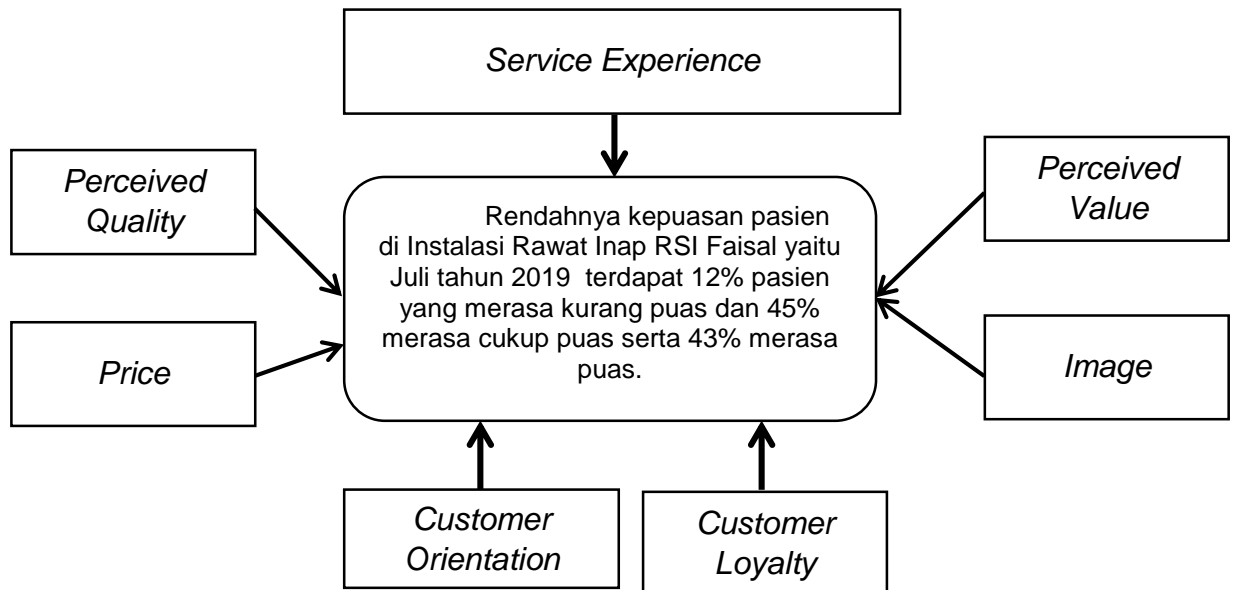 Service Experience
Perceived
Quality
Perceived
Value
Rendahnya kepuasan pasien
di Instalasi Rawat Inap RSI Faisal yaitu
Juli tahun 2019 terdapat 12% pasien
yang merasa kurang puas dan 45%
merasa cukup puas serta 43% merasa
puas.
Price
Image
Customer
Orientation
Customer
Loyalty